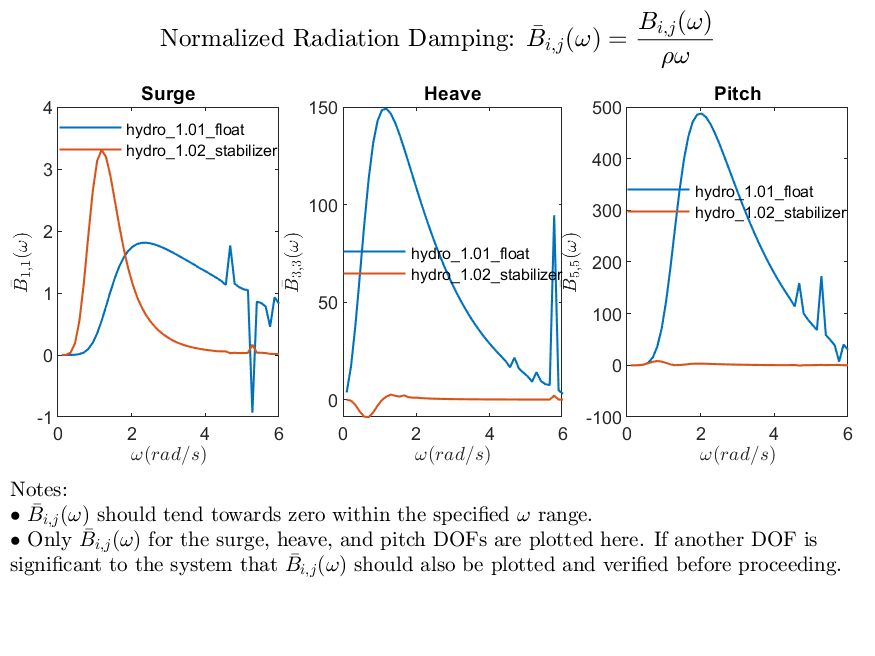 Normalized Radiation Damping: B̄i,j(ω) = Bi,j(ω) / ρω
Surge
4
3
2
1
0
-1
0
2
4
6
B̄1,1(ω)
ω(rad/s)
hydro_1.01_float
hydro_1.02_stabilizer
Heave
150
100
50
0
0
2
4
6
B̄3,3(ω)
ω(rad/s)
hydro_1.01_float
hydro_1.02_stabilizer
Pitch
500
400
300
200
100
0
-100
0
2
4
6
B̄5,5(ω)
ω(rad/s)
hydro_1.01_float
hydro_1.02_stabilizer
Notes:
• B̄i,j(ω) should tend towards zero within the specified ω range.
• Only B̄i,j(ω) for the surge, heave, and pitch DOFs are plotted here. If another DOF is
significant to the system that B̄i,j(ω) should also be plotted and verified before proceeding.